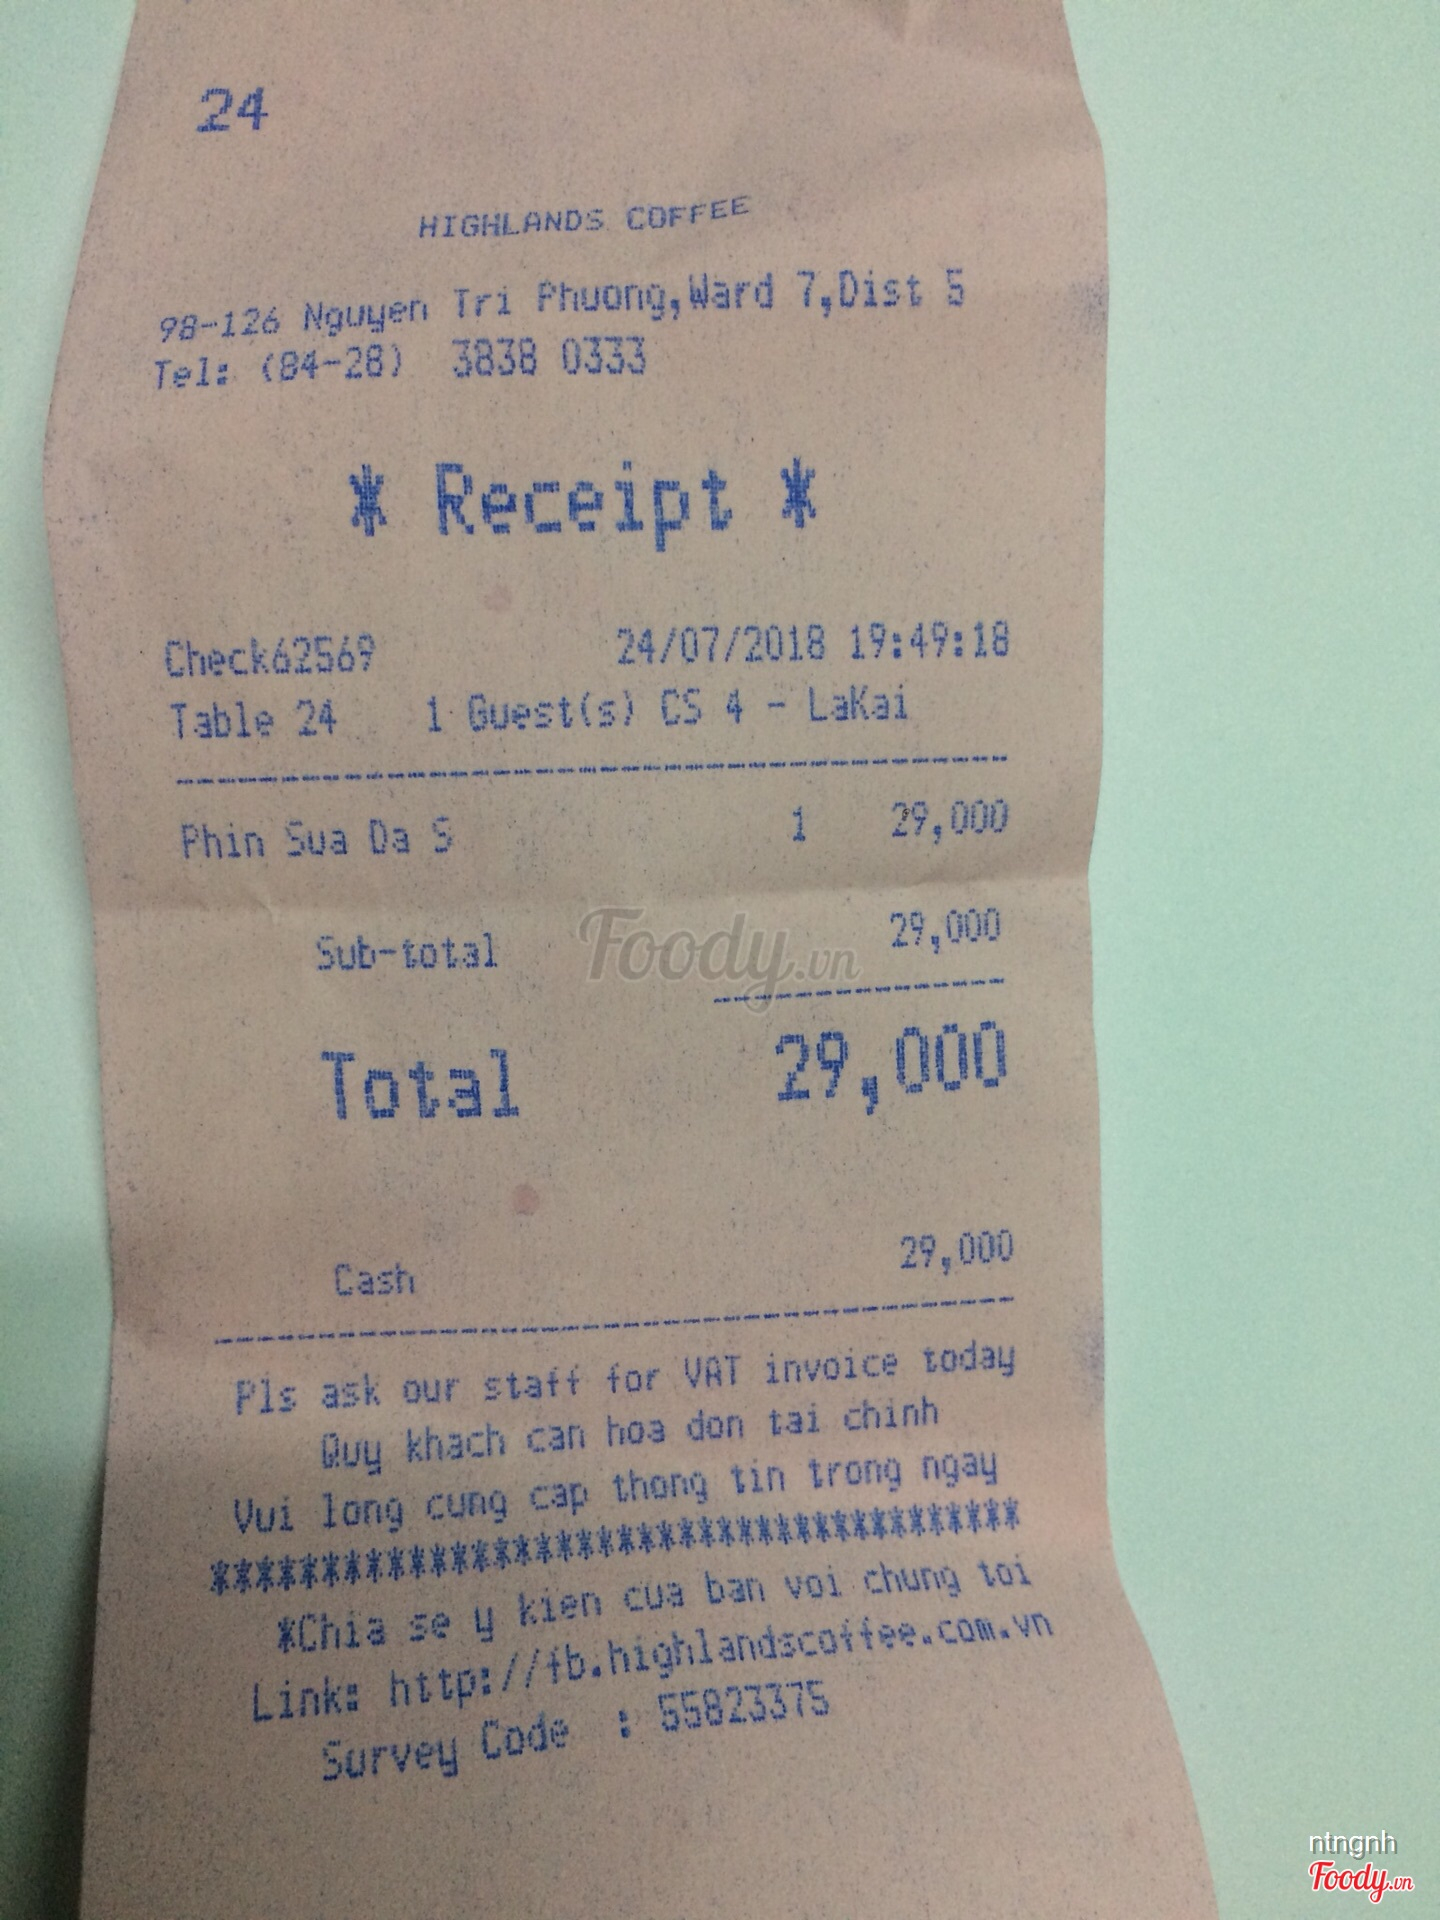 24
HIGHLANDS COFFEE
98-126 Nguyen Tri Phuong,Ward 7,Dist 5
Tel: (84-28) 3838 0333
* Receipt *
Check62569 24/07/2018 19:49:18
Table 24 1 Guest(s) CS 4 - LaKai
Phin Sua Da S 1 29,000
Sub-total 29,000
Foody.vn
Total 29,000
Cash 29,000
Pls ask our staff for VAT invoice today
Quy khach can hoa don tai chinh
Vui long cung cap thong tin trong ngay
**************************************
*Chia se y kien cua ban voi chung toi
Link: http://fb.highlandscoffee.com.vn
Survey Code : 55823375
ntngnh
Foody.vn